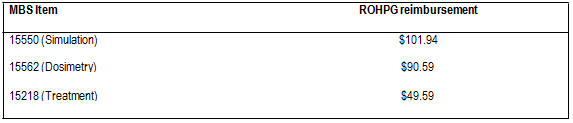 MBS Item ROHPG reimbursement
15550 (Simulation) $101.94
15562 (Dosimetry) $90.59
15218 (Treatment) $49.59